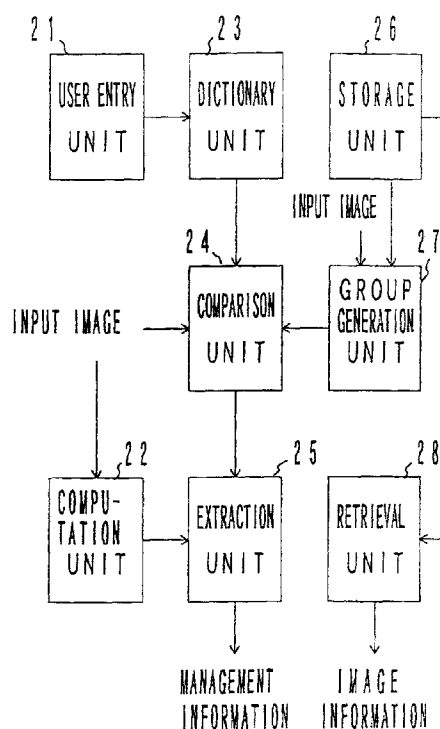 21
23
26
USER ENTRY
UNIT
DICTIONARY
UNIT
STORAGE
UNIT
INPUT IMAGE
24
27
INPUT IMAGE
COMPARISON
UNIT
GROUP
GENERATION
UNIT
22
25
28
COMPU-
TATION
UNIT
EXTRACTION
UNIT
RETRIEVAL
UNIT
MANAGEMENT
INFORMATION
IMAGE
INFORMATION